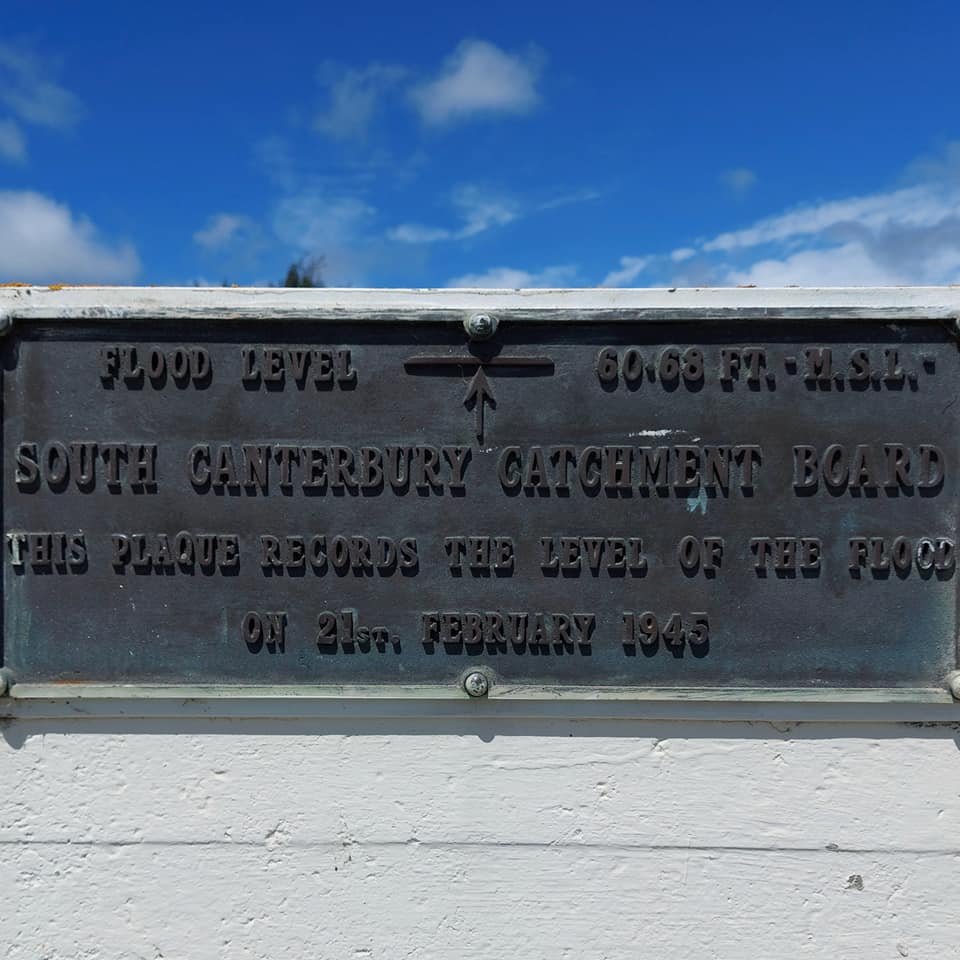 FLOOD LEVEL 60.68 FT. - M.S.L. -
SOUTH CANTERBURY CATCHMENT BOARD
THIS PLAQUE RECORDS THE LEVEL OF THE FLOOD
ON 21ST. FEBRUARY 1945